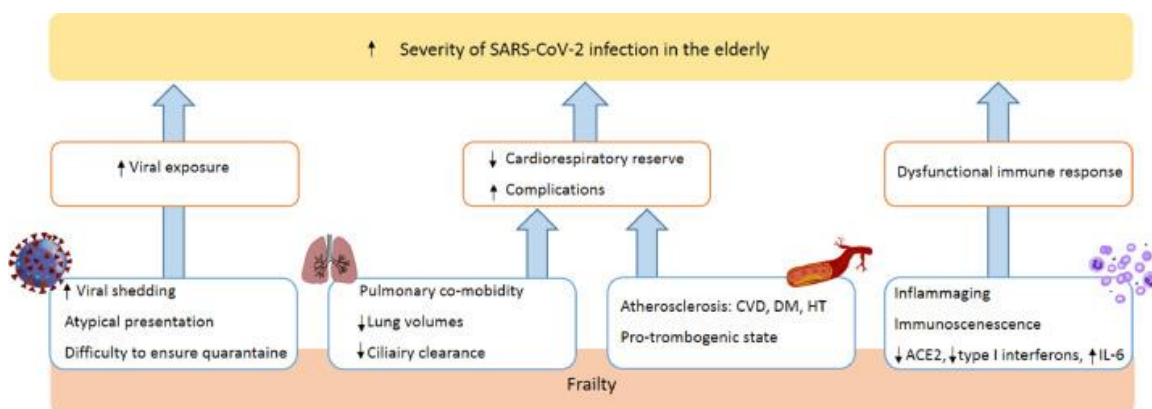 ↑ Severity of SARS-CoV-2 infection in the elderly
↑ Viral exposure
↓ Cardiorespiratory reserve
↑ Complications
Dysfunctional immune response
↑ Viral shedding
Atypical presentation
Difficulty to ensure quarantaine
Pulmonary co-mobidity
↓ Lung volumes
↓ Ciliairy clearance
Atherosclerosis: CVD, DM, HT
Pro-trombogenic state
Inflammaging
Immunoscenescence
↓ ACE2, ↓ type I interferons, ↑ IL-6
Frailty